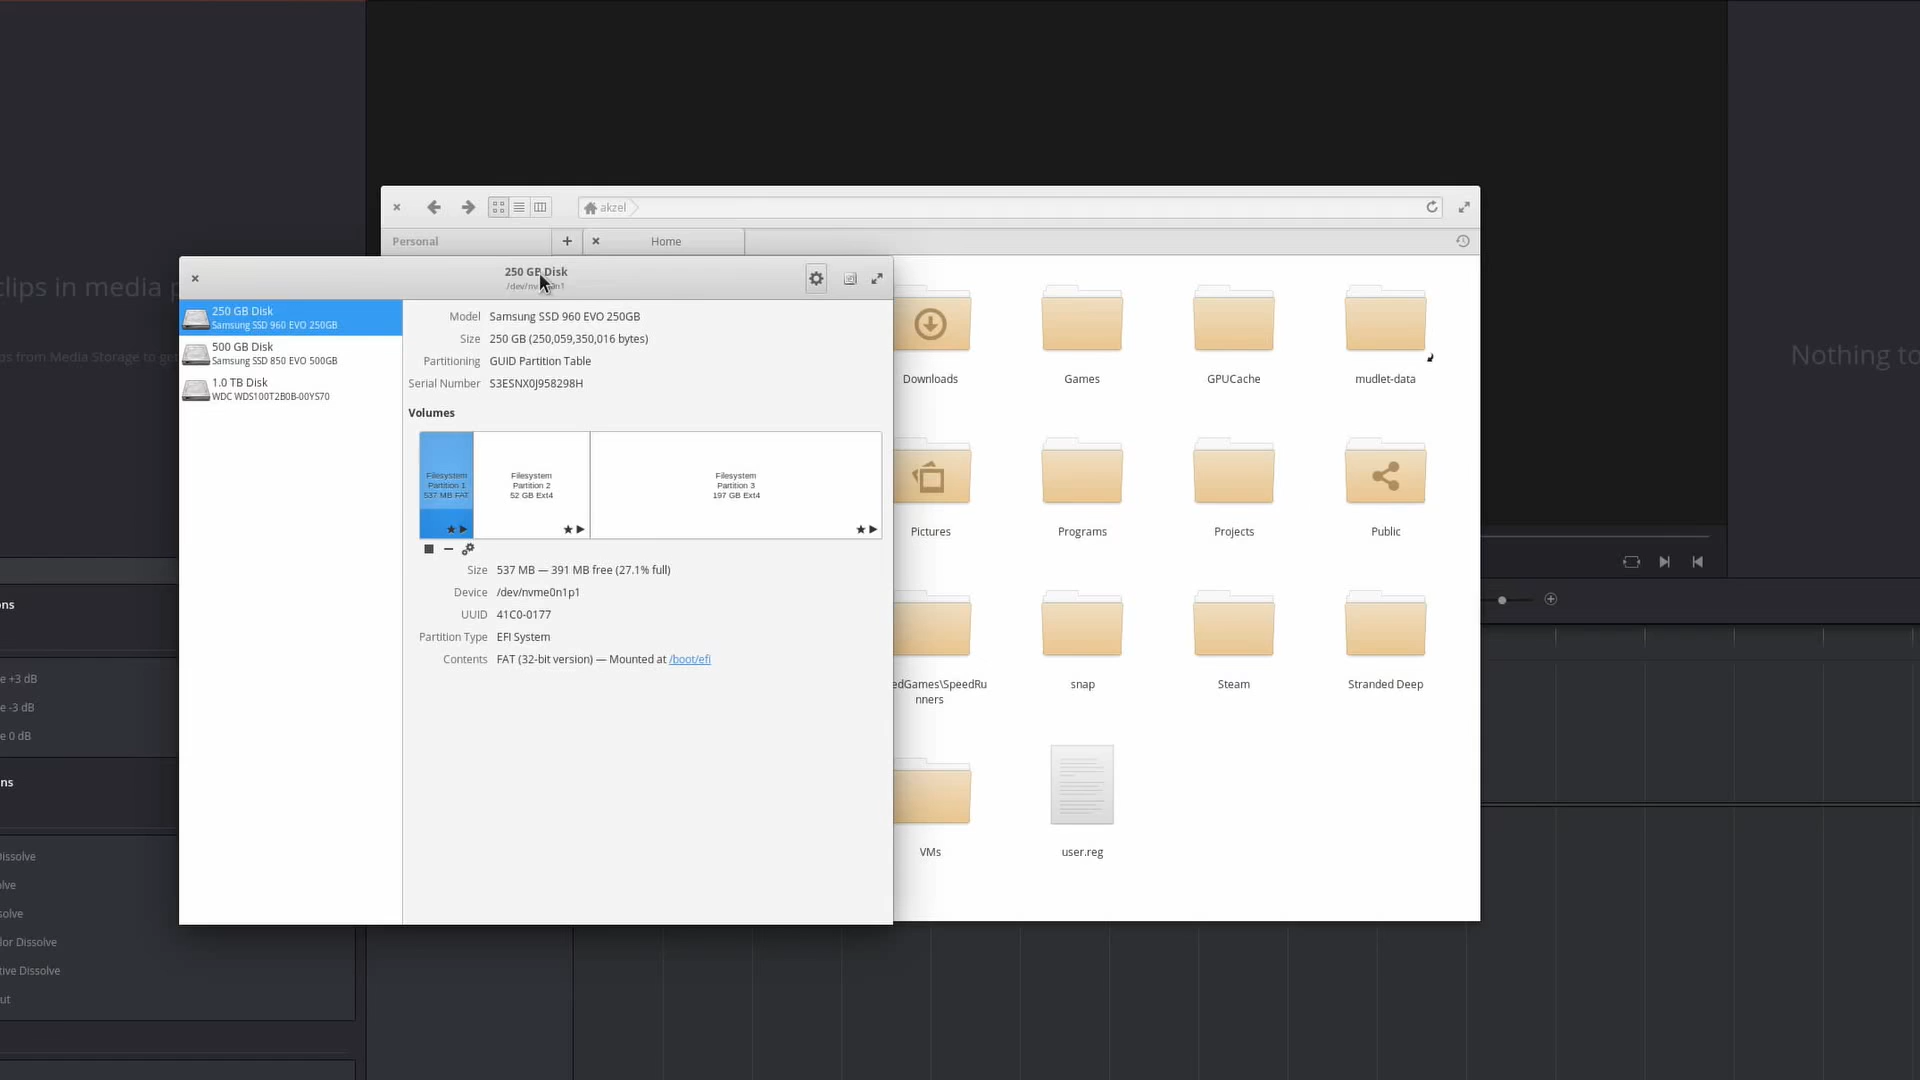 clips in media p
ps from Media Storage to get
Nothing to
akzel
Personal
Home
250 GB Disk
250 GB Disk
Samsung SSD 960 EVO 250GB
500 GB Disk
Samsung SSD 850 EVO 500GB
1.0 TB Disk
WDC WDS100T2B0B-00YS70
Model Samsung SSD 960 EVO 250GB
Size 250 GB (250,059,350,016 bytes)
Partitioning GUID Partition Table
Serial Number S3ESNX0J958298H
Volumes
Filesystem
Partition 1
537 MB FAT
Filesystem
Partition 2
52 GB Ext4
Filesystem
Partition 3
197 GB Ext4
Size 537 MB — 391 MB free (27.1% full)
Device /dev/nvme0n1p1
UUID 41C0-0177
Partition Type EFI System
Contents FAT (32-bit version) — Mounted at /boot/efi
Downloads
Games
GPUCache
mudlet-data
Pictures
Programs
Projects
Public
edGames\SpeedRu
nners
snap
Steam
Stranded Deep
VMs
user.reg
ons
e +3 dB
e -3 dB
e 0 dB
ns
Dissolve
olve
solve
lor Dissolve
tive Dissolve
ut